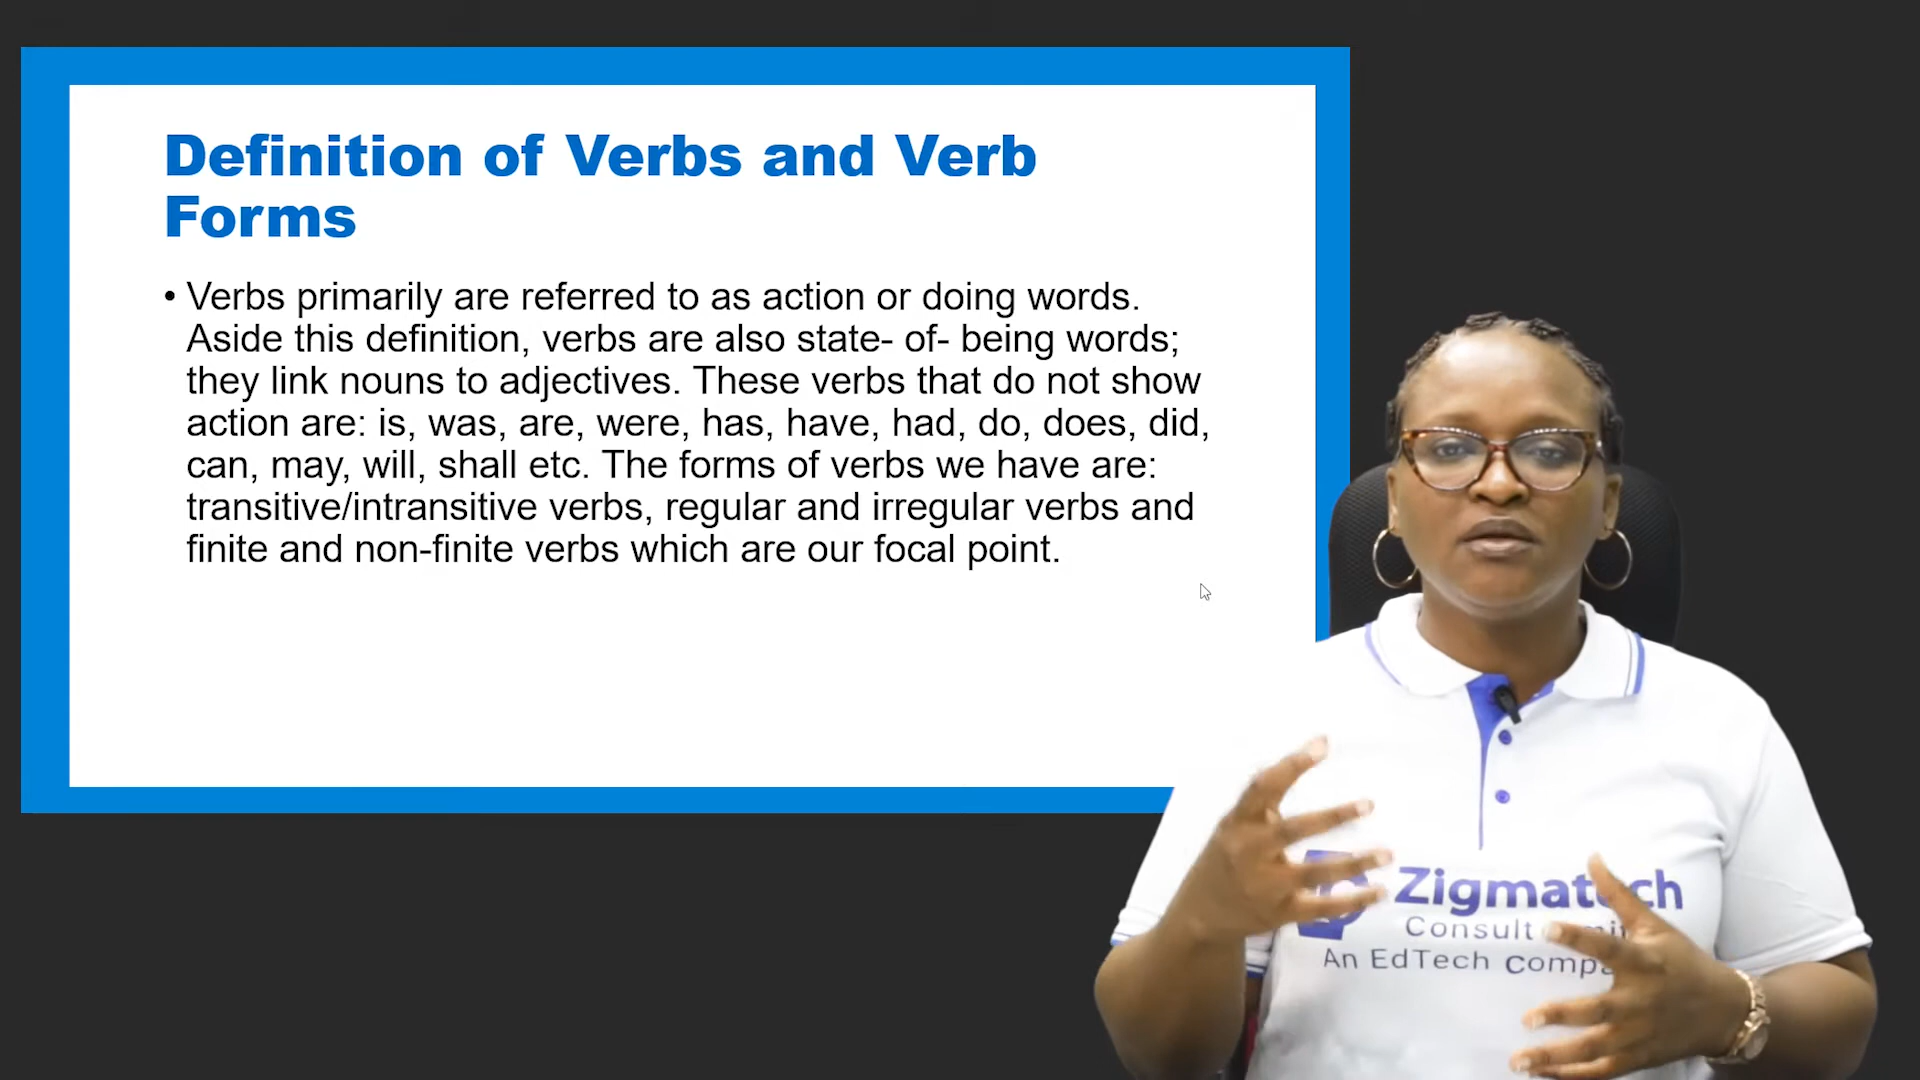 Definition of Verbs and Verb
Forms
• Verbs primarily are referred to as action or doing words.
Aside this definition, verbs are also state- of- being words;
they link nouns to adjectives. These verbs that do not show
action are: is, was, are, were, has, have, had, do, does, did,
can, may, will, shall etc. The forms of verbs we have are:
transitive/intransitive verbs, regular and irregular verbs and
finite and non-finite verbs which are our focal point.
Consult
An EdTech